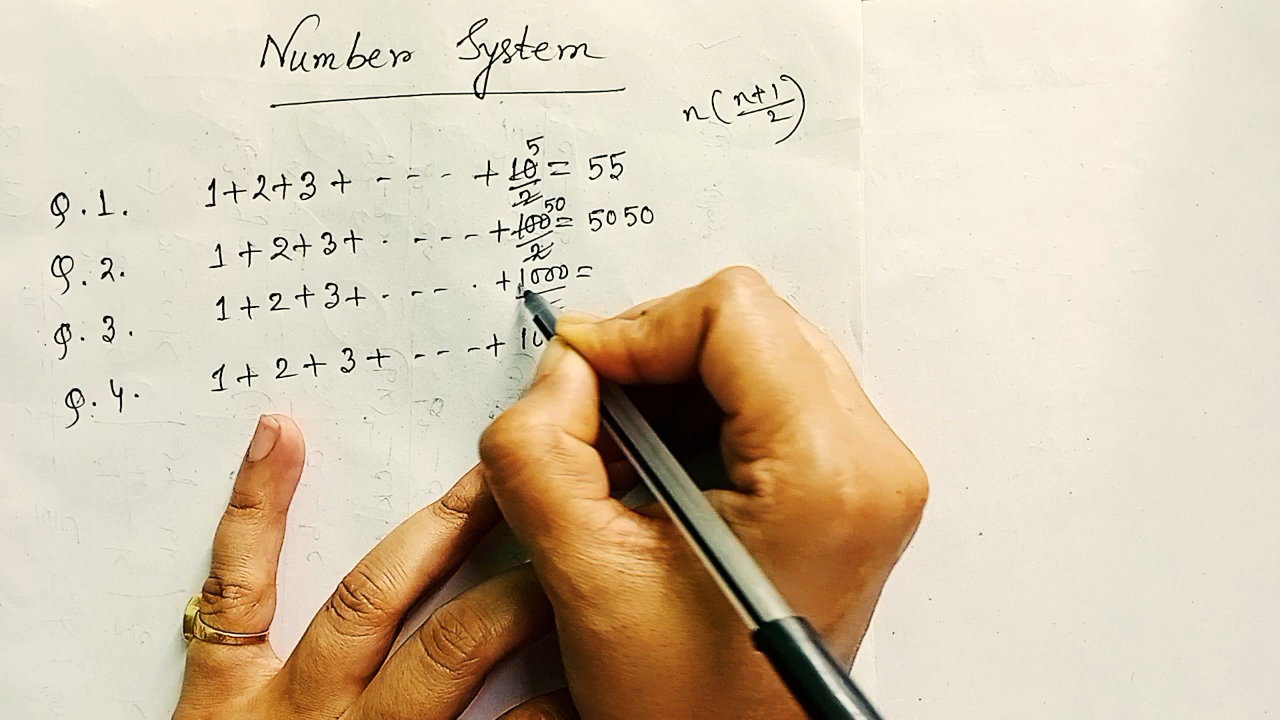 Number System
n(n+1/2)
Q.1. 1+2+3+ - - - - +10/2 5 = 55
Q.2. 1+2+3+ - - - - +100/2 50 = 5050
Q.3. 1+2+3+ - - - - +1000 =
Q.4. 1+2+3+ - - - + 10